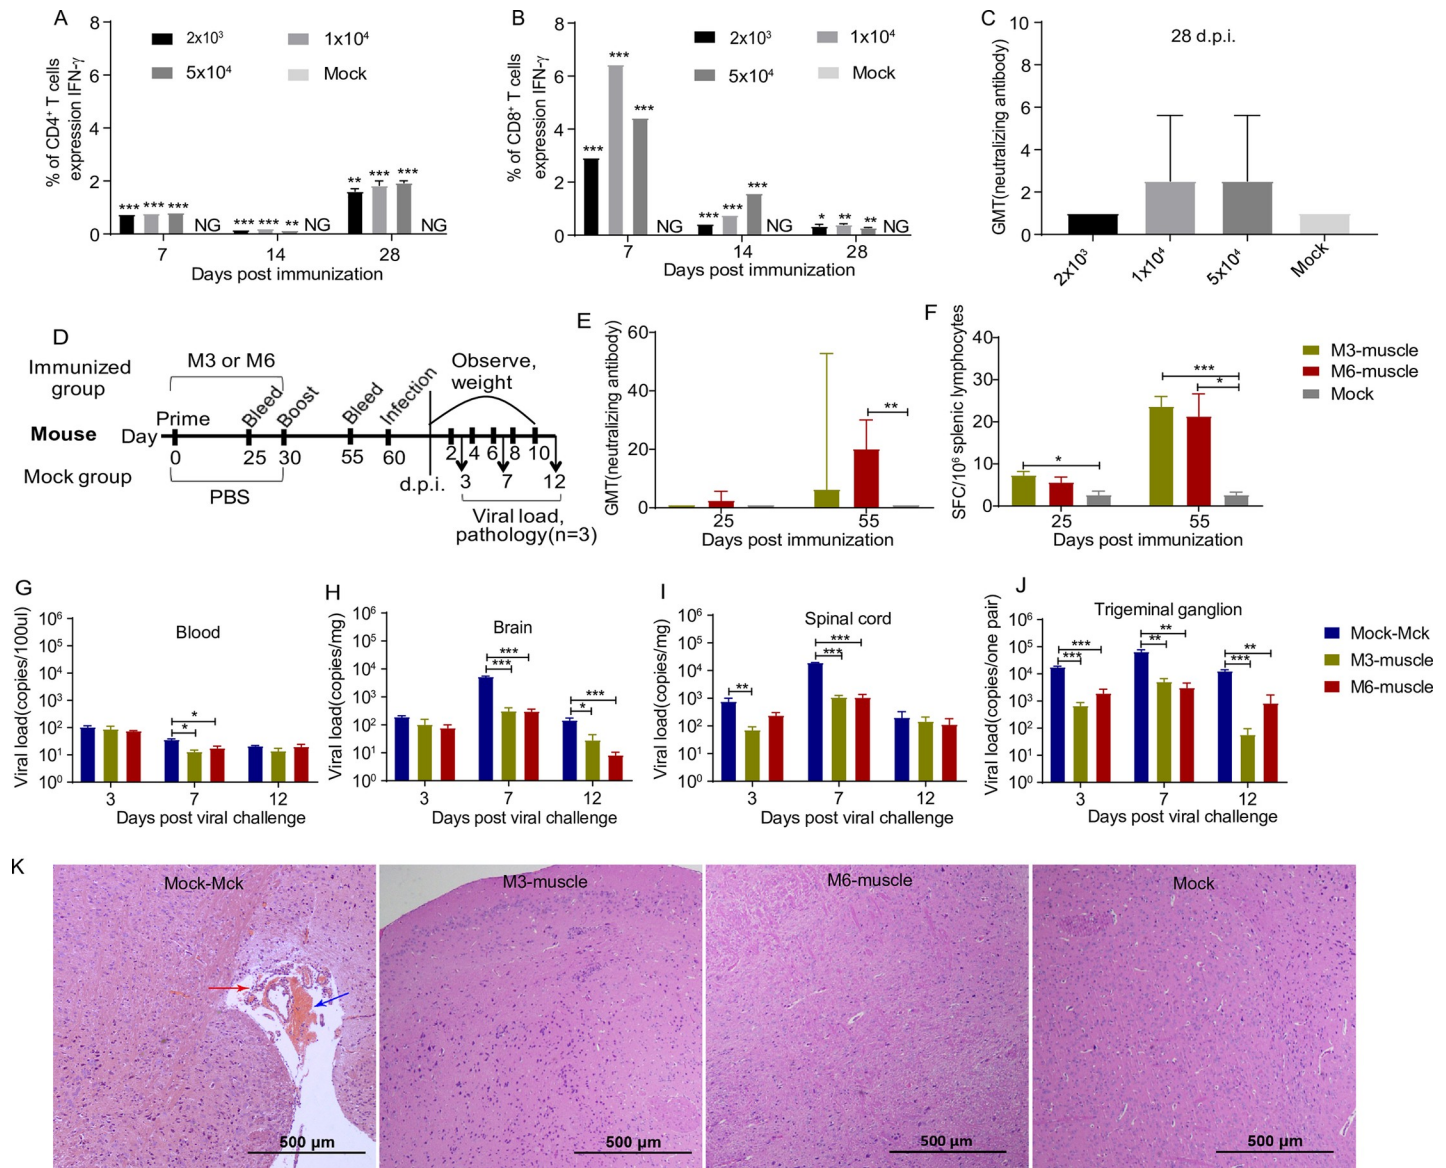 A
8
6
4
2
0
% of CD4⁺ T cells
expression IFN-γ
2x10³
1x10⁴
5x10⁴
Mock
*** *** *** NG
*** *** ** NG
** *** *** NG
7 14 28
Days post immunization
B
8
6
4
2
0
% of CD8⁺ T cells
expression IFN-γ
2x10³
1x10⁴
5x10⁴
Mock
*** *** *** NG
*** *** *** NG
* ** ** NG
7 14 28
Days post immunization
C
10
8
6
4
2
0
GMT(neutralizing antibody)
28 d.p.i.
2x10³
1x10⁴
5x10⁴
Mock
D
Immunized
group
M3 or M6
Observe,
weight
Prime
Bleed
Boost
Bleed
Infection
Mouse
Day
0 25 30 55 60
2 4 6 8 10
d.p.i.
3 7 12
Mock group
PBS
Viral load,
pathology(n=3)
E
60
40
20
0
GMT(neutralizing antibody)
**
25 55
Days post immunization
F
40
30
20
10
0
SFC/10⁶ splenic lymphocytes
*
***
*
25 55
Days post immunization
M3-muscle
M6-muscle
Mock
G
Blood
10⁶
10⁵
10⁴
10³
10²
10¹
10⁰
Viral load(copies/100ul)
*
*
3 7 12
Days post viral challenge
H
Brain
10⁶
10⁵
10⁴
10³
10²
10¹
10⁰
Viral load(copies/mg)
***
***
***
*
3 7 12
Days post viral challenge
I
Spinal cord
10⁶
10⁵
10⁴
10³
10²
10¹
10⁰
Viral load(copies/mg)
**
***
***
3 7 12
Days post viral challenge
J
Trigeminal ganglion
10⁶
10⁵
10⁴
10³
10²
10¹
10⁰
Viral load(copies/one pair)
***
***
**
**
**
***
3 7 12
Days post viral challenge
Mock-Mck
M3-muscle
M6-muscle
K
Mock-Mck
500 µm
M3-muscle
500 µm
M6-muscle
500 µm
Mock
500 µm